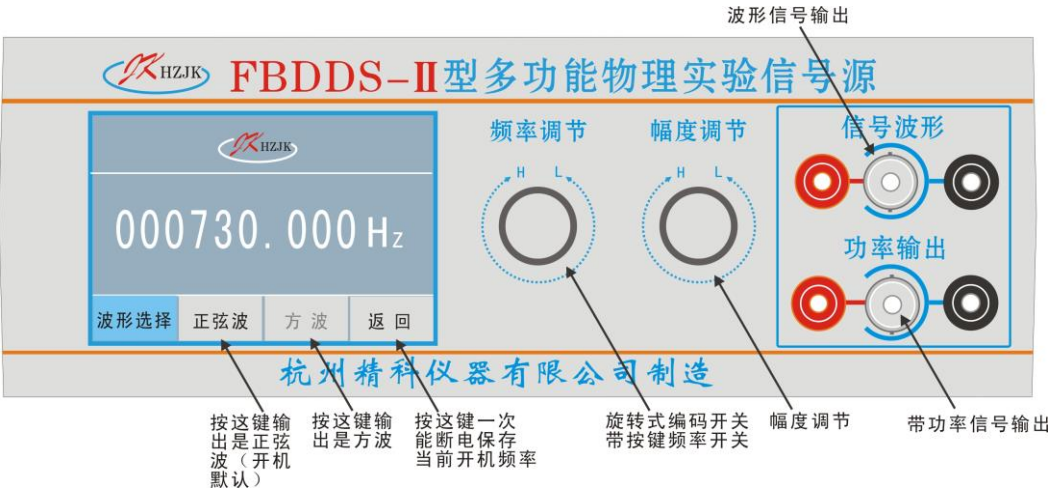 波形信号输出
JK HZJK FBDDS-II型多功能物理实验信号源
JK HZJK
000730.000Hz
波形选择 正弦波 方波 返回
频率调节 幅度调节
H L H L
信号波形
功率输出
杭州精科仪器有限公司制造
按这键输
出是正弦
波（开机
默认）
按这键输
出是方波
按这键一次
能断电保存
当前开机频率
旋转式编码开关
带按键频率开关
幅度调节
带功率信号输出